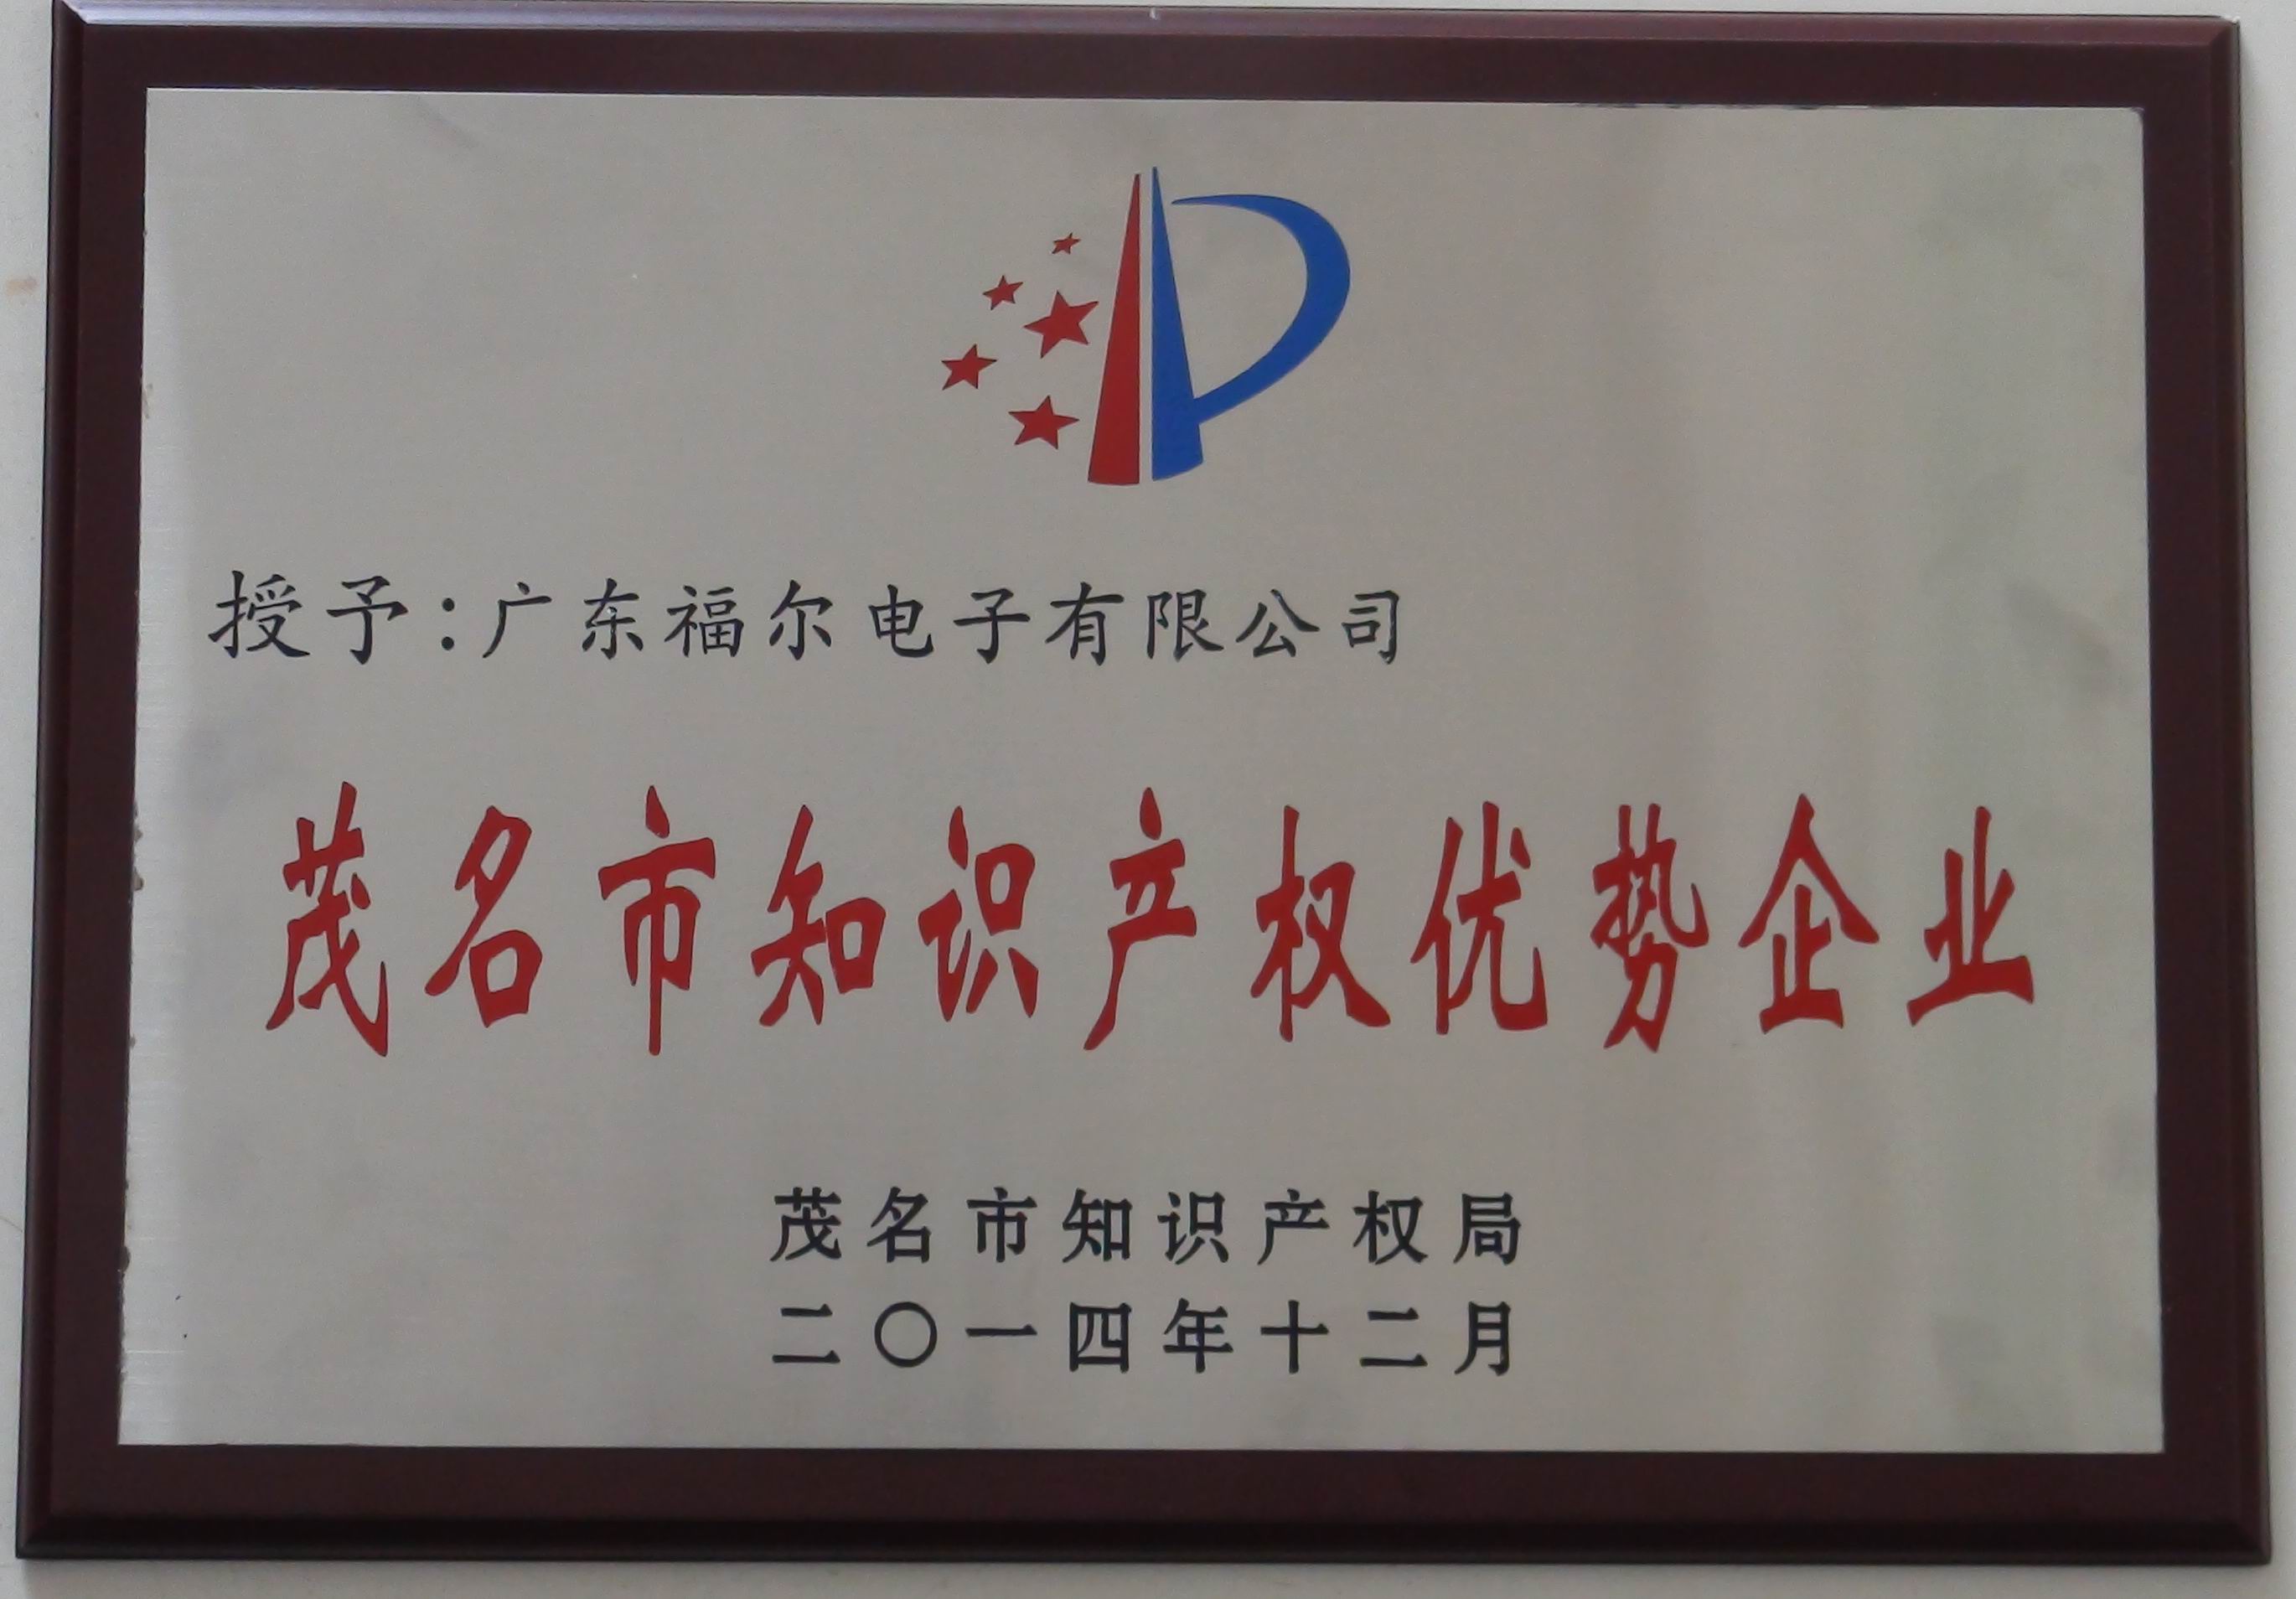 授予：广东福尔电子有限公司
茂名市知识产权优势企业
茂名市知识产权局
二〇一四年十二月